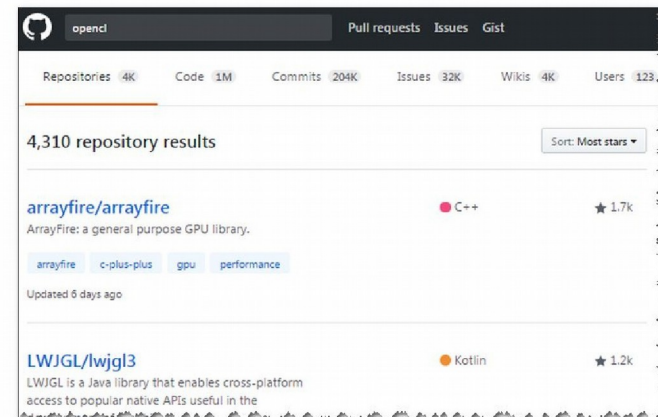 opencl Pull requests Issues Gist
Repositories 4K Code 1M Commits 204K Issues 32K Wikis 4K Users 123
4,310 repository results Sort: Most stars
arrayfire/arrayfire C++ 1.7k
ArrayFire: a general purpose GPU library.
arrayfire c-plus-plus gpu performance
Updated 6 days ago
LWJGL/lwjgl3 Kotlin 1.2k
LWJGL is a Java library that enables cross-platform
access to popular native APIs useful in the